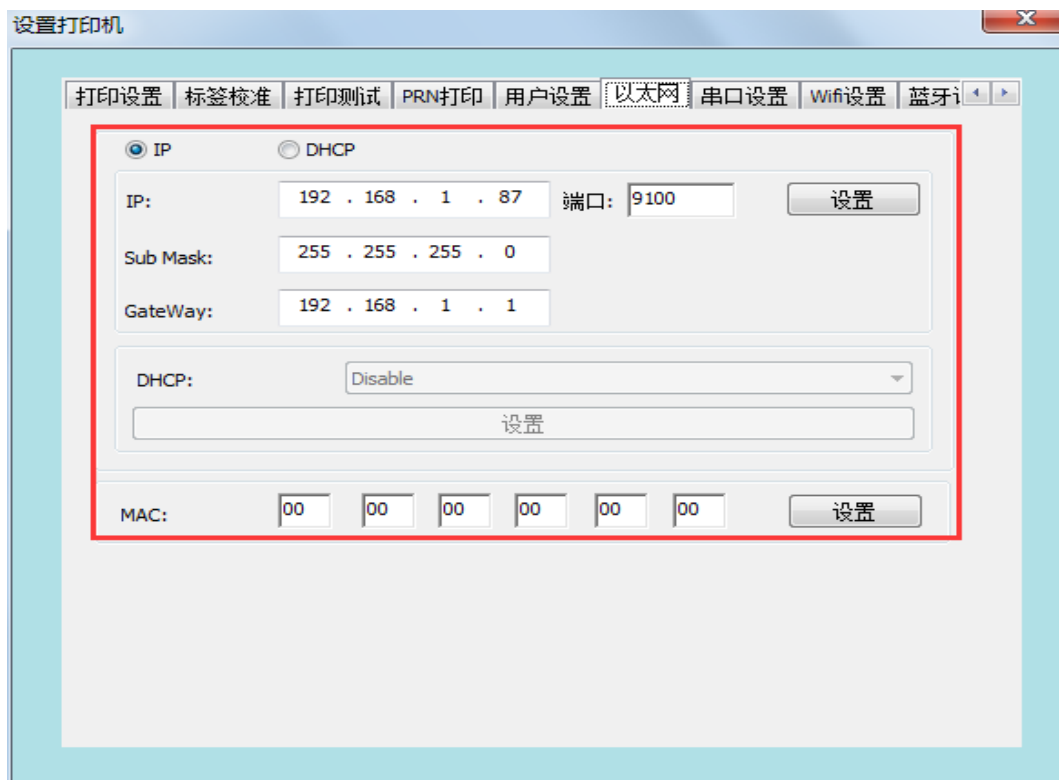 设置打印机
打印设置 标签校准 打印测试 PRN打印 用户设置 以太网 串口设置 Wifi设置 蓝牙
IP DHCP
IP: 192 . 168 . 1 . 87 端口: 9100 设置
Sub Mask: 255 . 255 . 255 . 0
GateWay: 192 . 168 . 1 . 1
DHCP: Disable
设置
MAC: 00 00 00 00 00 00 设置